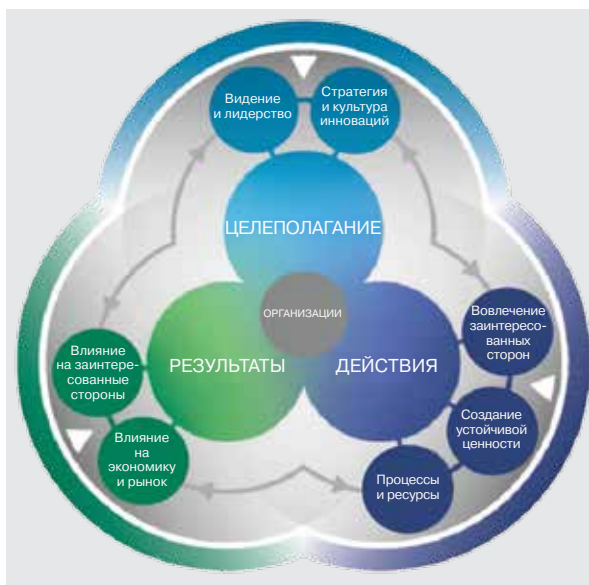 Видение
и лидерство
Стратегия
и культура
инноваций
ЦЕЛЕПОЛАГАНИЕ
ОРГАНИЗАЦИИ
РЕЗУЛЬТАТЫ
ДЕЙСТВИЯ
Вовлечение
заинтересо-
ванных
сторон
Создание
устойчивой
ценности
Процессы
и ресурсы
Влияние
на заинтере-
сованные
стороны
Влияние
на
экономику
и рынок